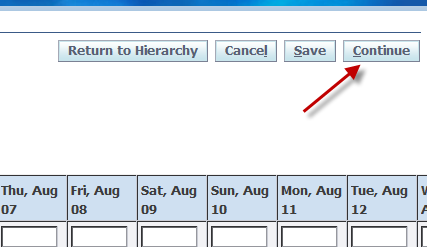 Return to Hierarchy Cancel Save Continue
Thu, Aug 07 Fri, Aug 08 Sat, Aug 09 Sun, Aug 10 Mon, Aug 11 Tue, Aug 12